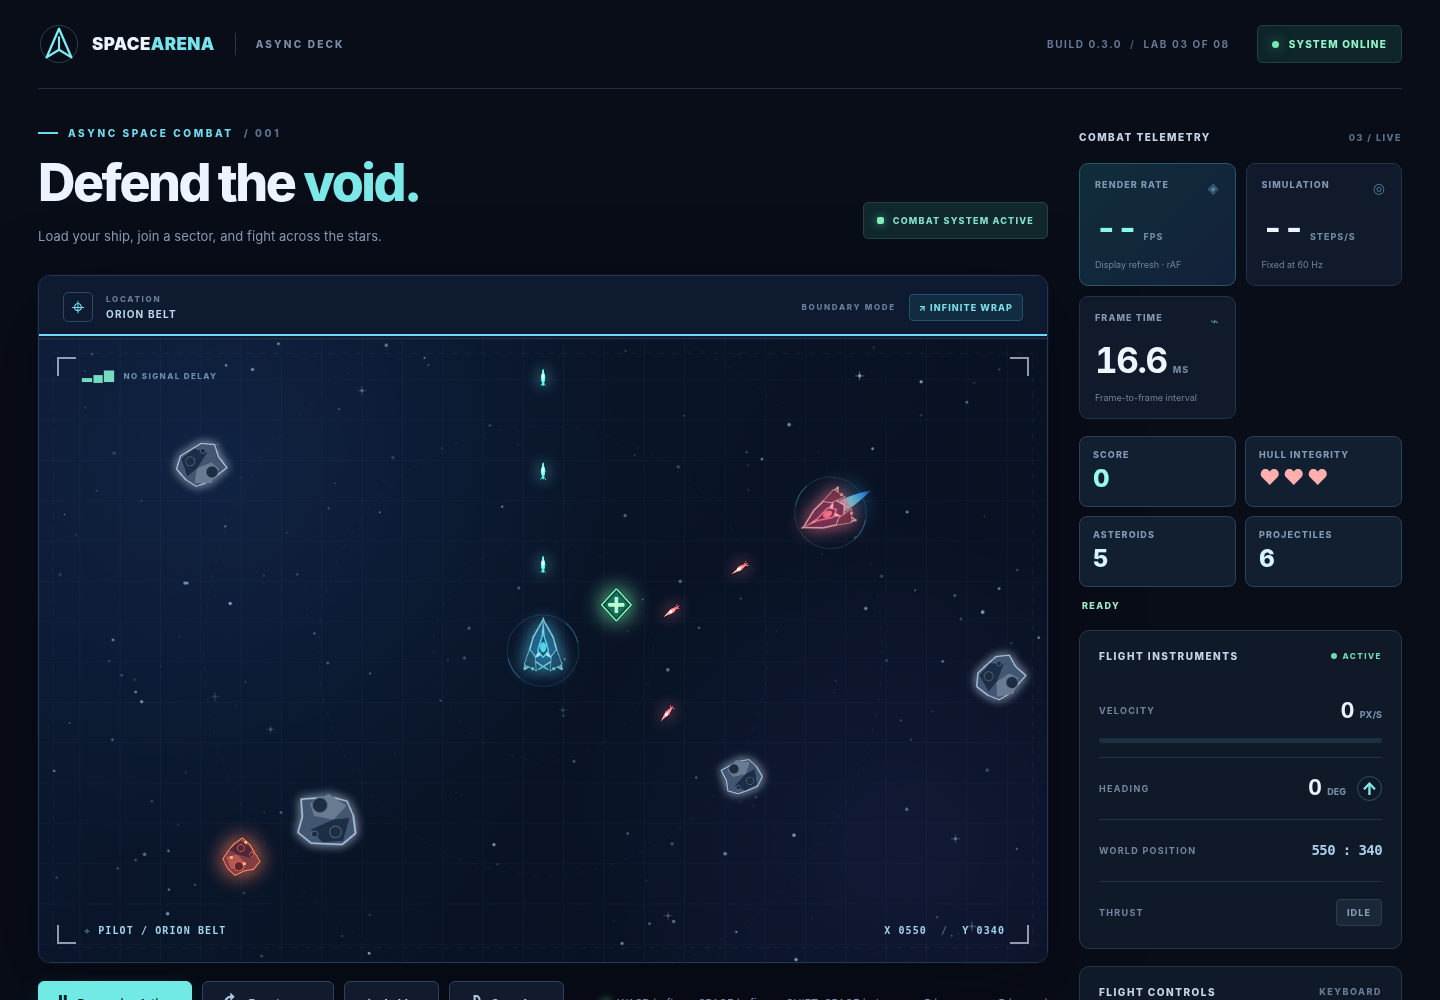 SPACEARENA
ASYNC DECK
BUILD 0.3.0 / LAB 03 OF 08
SYSTEM ONLINE
ASYNC SPACE COMBAT / 001
Defend the void.
Load your ship, join a sector, and fight across the stars.
COMBAT SYSTEM ACTIVE
LOCATION
ORION BELT
BOUNDARY MODE
INFINITE WRAP
NO SIGNAL DELAY
PILOT / ORION BELT
X 0550 / Y 0340
COMBAT TELEMETRY
03 / LIVE
RENDER RATE
-- FPS
Display refresh · rAF
SIMULATION
-- STEPS/S
Fixed at 60 Hz
FRAME TIME
16.6 MS
Frame-to-frame interval
SCORE
0
HULL INTEGRITY
♥♥♥
ASTEROIDS
5
PROJECTILES
6
READY
FLIGHT INSTRUMENTS
ACTIVE
VELOCITY
0 PX/S
HEADING
0 DEG
WORLD POSITION
550 : 340
THRUST
IDLE
FLIGHT CONTROLS
KEYBOARD